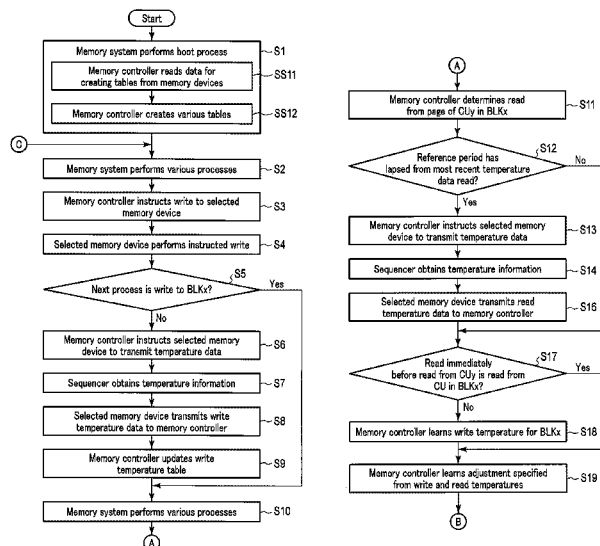 Start
Memory system performs boot process
S1
Memory controller reads data for
creating tables from memory devices
SS11
Memory controller creates various tables
SS12
C
Memory system performs various processes
S2
Memory controller instructs write to selected
memory device
S3
Selected memory device performs instructed write
S4
Next process is write to BLKx?
S5
Yes
No
Memory controller instructs selected memory
device to transmit temperature data
S6
Sequencer obtains temperature information
S7
Selected memory device transmits write
temperature data to memory controller
S8
Memory controller updates write
temperature table
S9
Memory system performs various processes
S10
A
A
Memory controller determines read
from page of CUy in BLKx
S11
Reference period has
lapsed from most recent temperature
data read?
S12
No
Yes
Memory controller instructs selected memory
device to transmit temperature data
S13
Sequencer obtains temperature information
S14
Selected memory device transmits read
temperature data to memory controller
S16
Read immediately
before read from CUy is read from
CU in BLKx?
S17
Yes
No
Memory controller learns write temperature for BLKx
S18
Memory controller learns adjustment specified
from write and read temperatures
S19
B